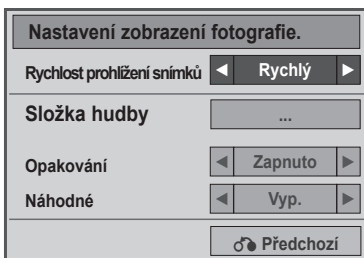 Nastavení zobrazení fotografie.
Rychlost prohlížení snímků ◄ Rychlý ►
Složka hudby ...
Opakování ◄ Zapnuto ►
Náhodné ◄ Vyp. ►
Předchozí